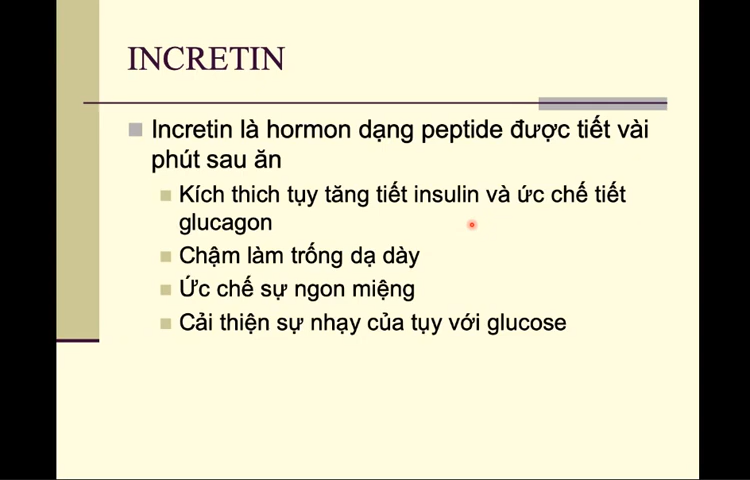 INCRETIN
Incretin là hormon dạng peptide được tiết vài
phút sau ăn
Kích thich tụy tăng tiết insulin và ức chế tiết
glucagon
Chậm làm trống dạ dày
Ức chế sự ngon miệng
Cải thiện sự nhạy của tụy với glucose